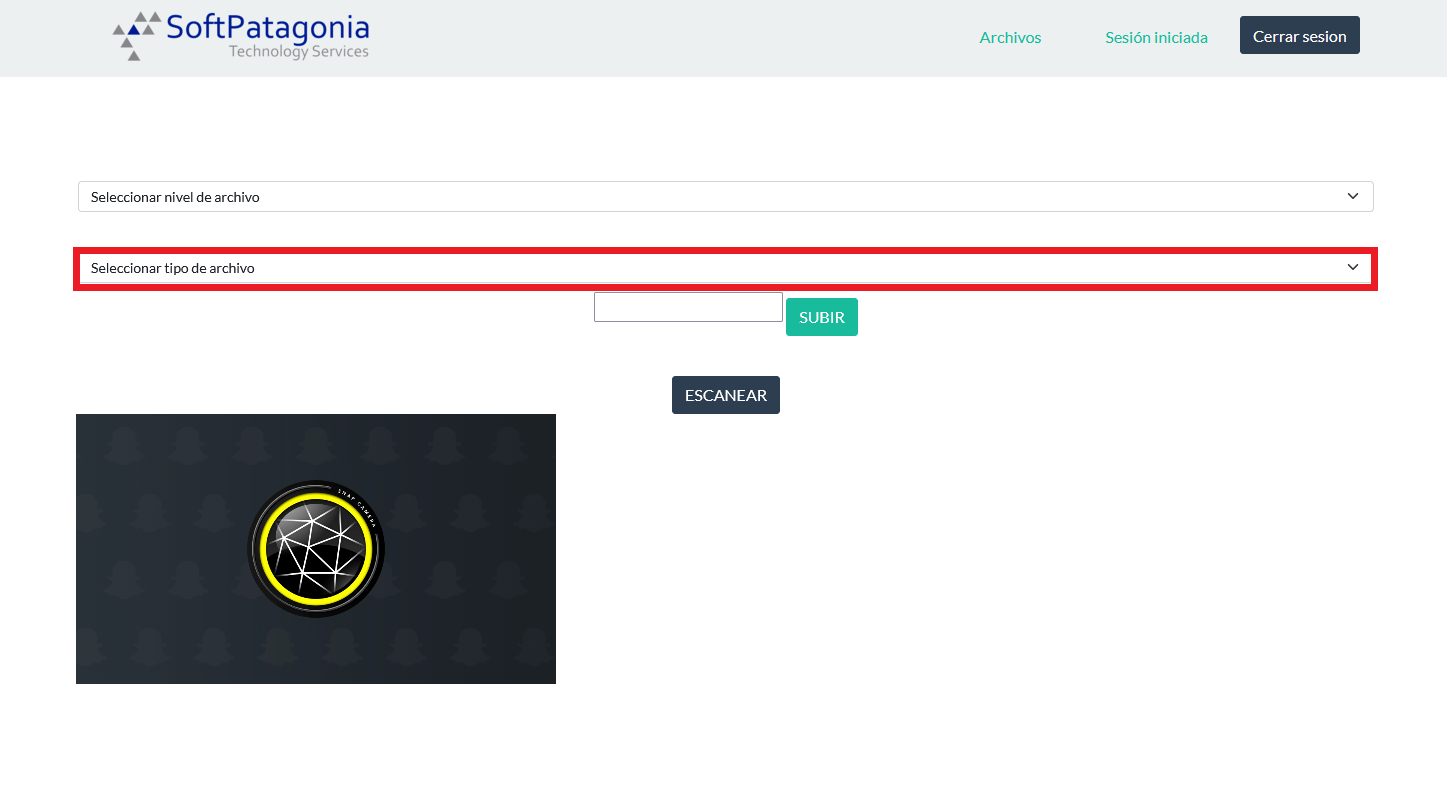 SoftPatagonia
Technology Services
Archivos
Sesión iniciada
Cerrar sesion
Seleccionar nivel de archivo
Seleccionar tipo de archivo
SUBIR
ESCANEAR
SNAP CAMERA